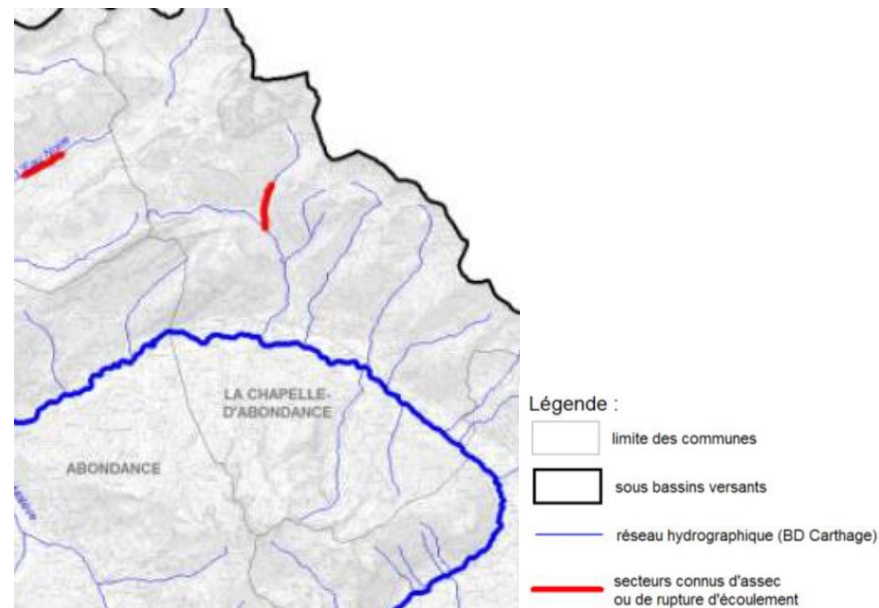 LA CHAPELLE-
D'ABONDANCE
ABONDANCE
Légende :
limite des communes
sous bassins versants
réseau hydrographique (BD Carthage)
secteurs connus d'assec
ou de rupture d'écoulement